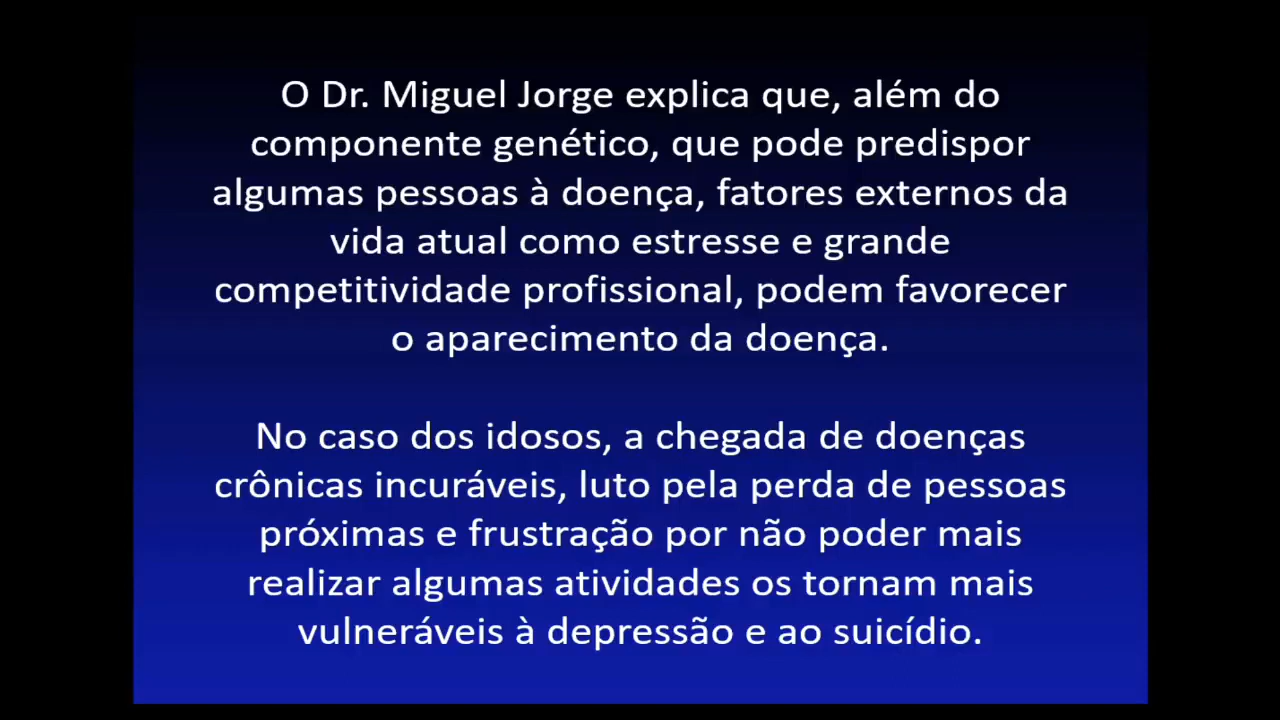 O Dr. Miguel Jorge explica que, além do
componente genético, que pode predispor
algumas pessoas à doença, fatores externos da
vida atual como estresse e grande
competitividade profissional, podem favorecer
o aparecimento da doença.
No caso dos idosos, a chegada de doenças
crônicas incuráveis, luto pela perda de pessoas
próximas e frustração por não poder mais
realizar algumas atividades os tornam mais
vulneráveis à depressão e ao suicídio.